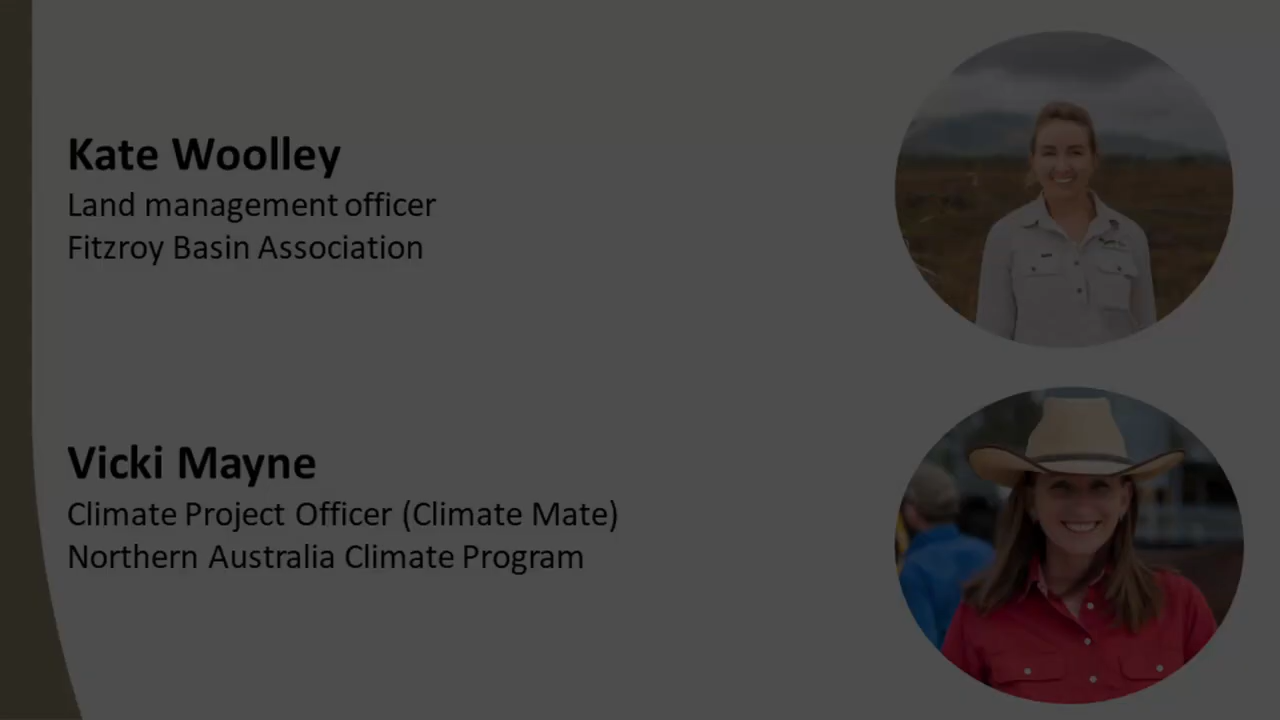 Kate Woolley
Land management officer
Fitzroy Basin Association
Vicki Mayne
Climate Project Officer (Climate Mate)
Northern Australia Climate Program